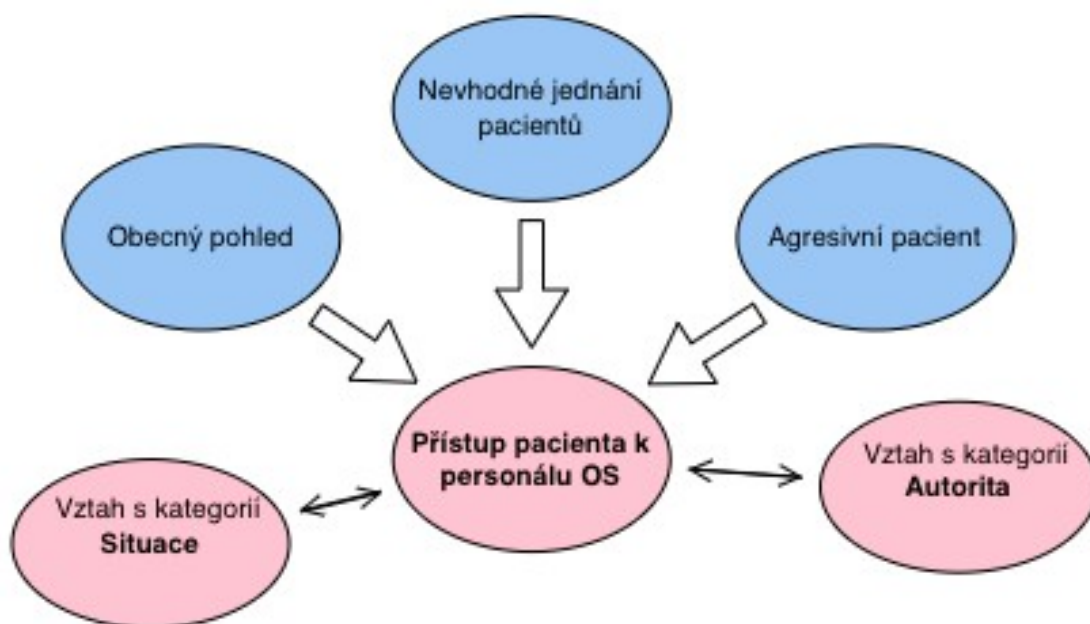 Nevhodné jednání
pacientů
Obecný pohled
Agresivní pacient
Přístup pacienta k
personálu OS
Vztah s kategorií
Autorita
Vztah s kategorií
Situace